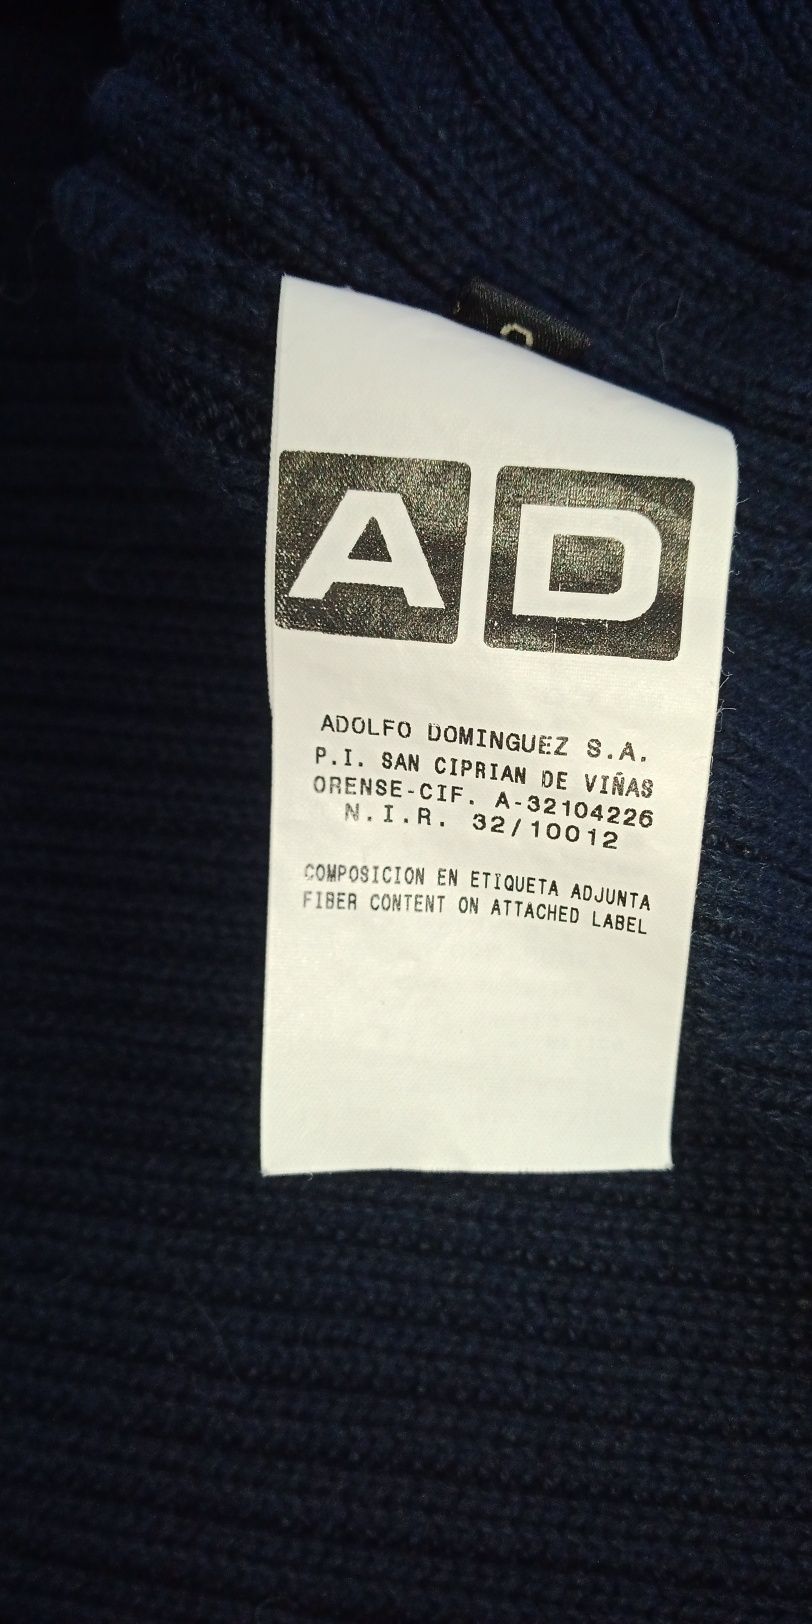 AD
ADOLFO DOMINGUEZ S.A.
P.I. SAN CIPRIAN DE VIÑAS
ORENSE-CIF. A-32104226
N.I.R. 32/10012
COMPOSICION EN ETIQUETA ADJUNTA
FIBER CONTENT ON ATTACHED LABEL